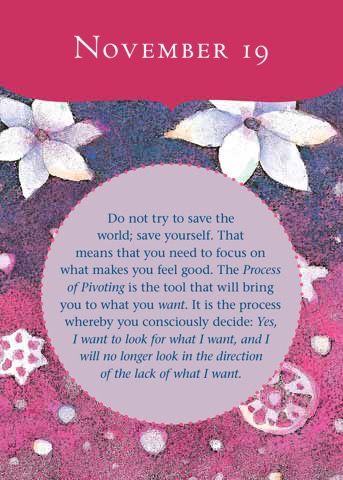 November 19
Do not try to save the
world; save yourself. That
means that you need to focus on
what makes you feel good. The Process
of Pivoting is the tool that will bring
you to what you want. It is the process
whereby you consciously decide: Yes,
I want to look for what I want, and I
will no longer look in the direction
of the lack of what I want.